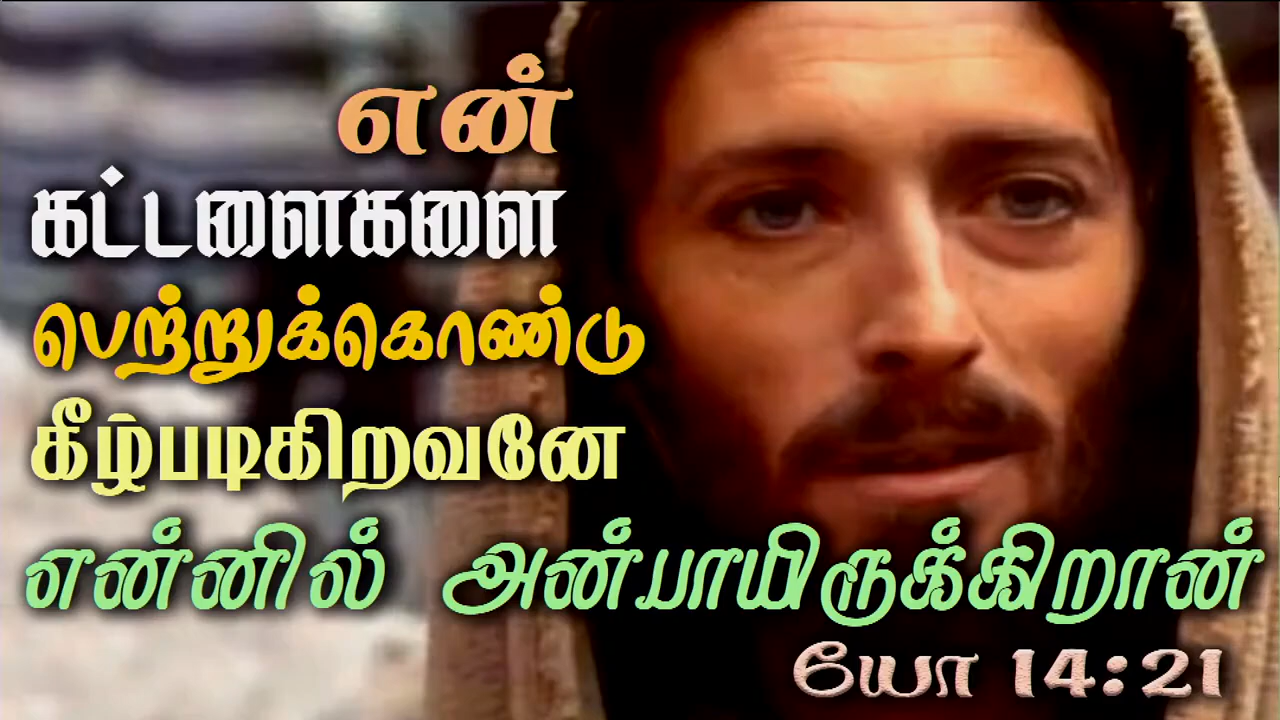 என்
கட்டளைகளை
பெற்றுக்கொண்டு
கீழ்படிகிறவனே
என்னில் அன்பாயிருக்கிறான்
யோ 14:21